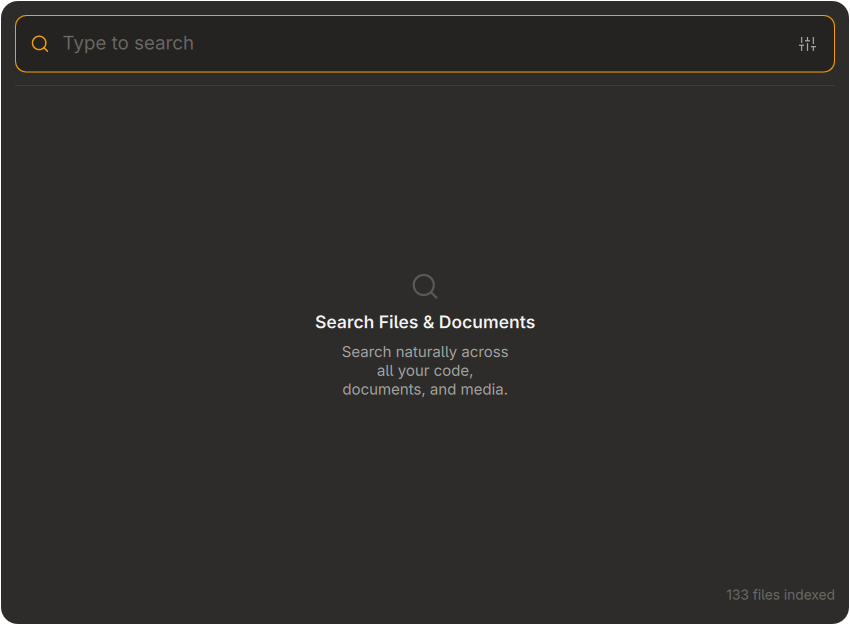 Type to search
Search Files & Documents
Search naturally across
all your code,
documents, and media.
133 files indexed